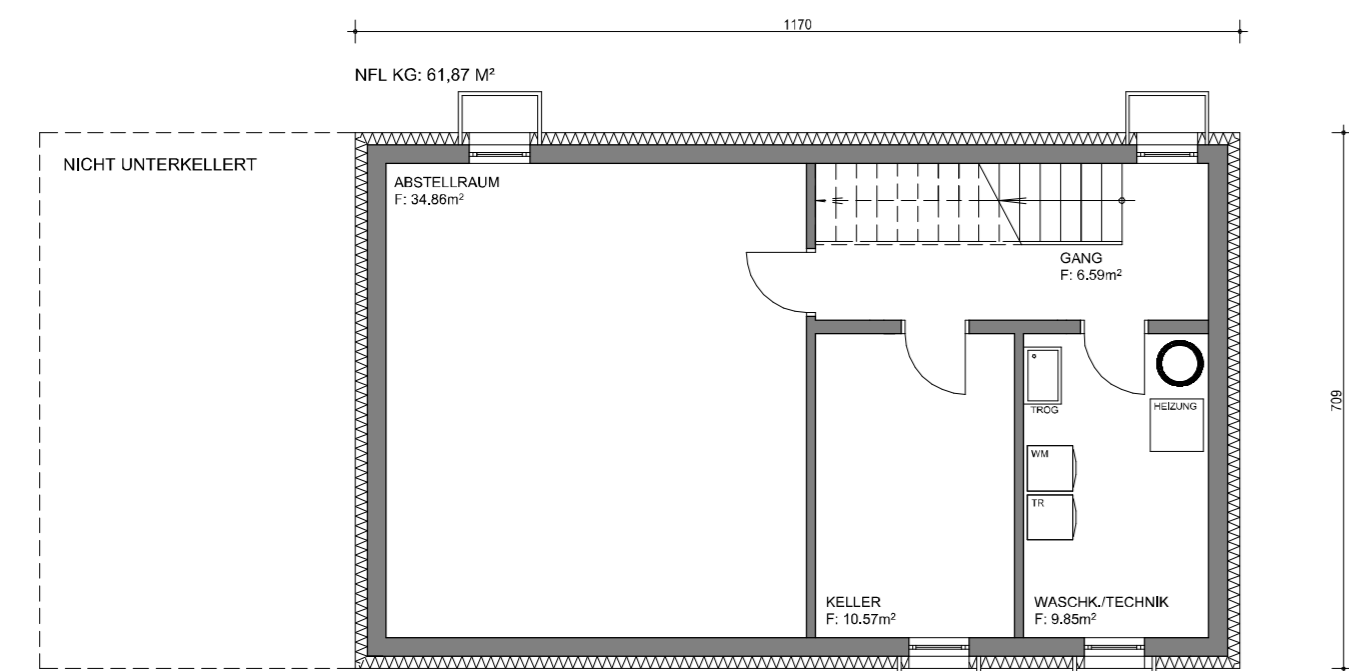 1170
NFL KG: 61,87 M²
NICHT UNTERKELLERT
ABSTELLRAUM
F: 34.86m²
GANG
F: 6.59m²
709
TROG
HEIZUNG
WM
TR
KELLER
F: 10.57m²
WASCHK./TECHNIK
F: 9.85m²